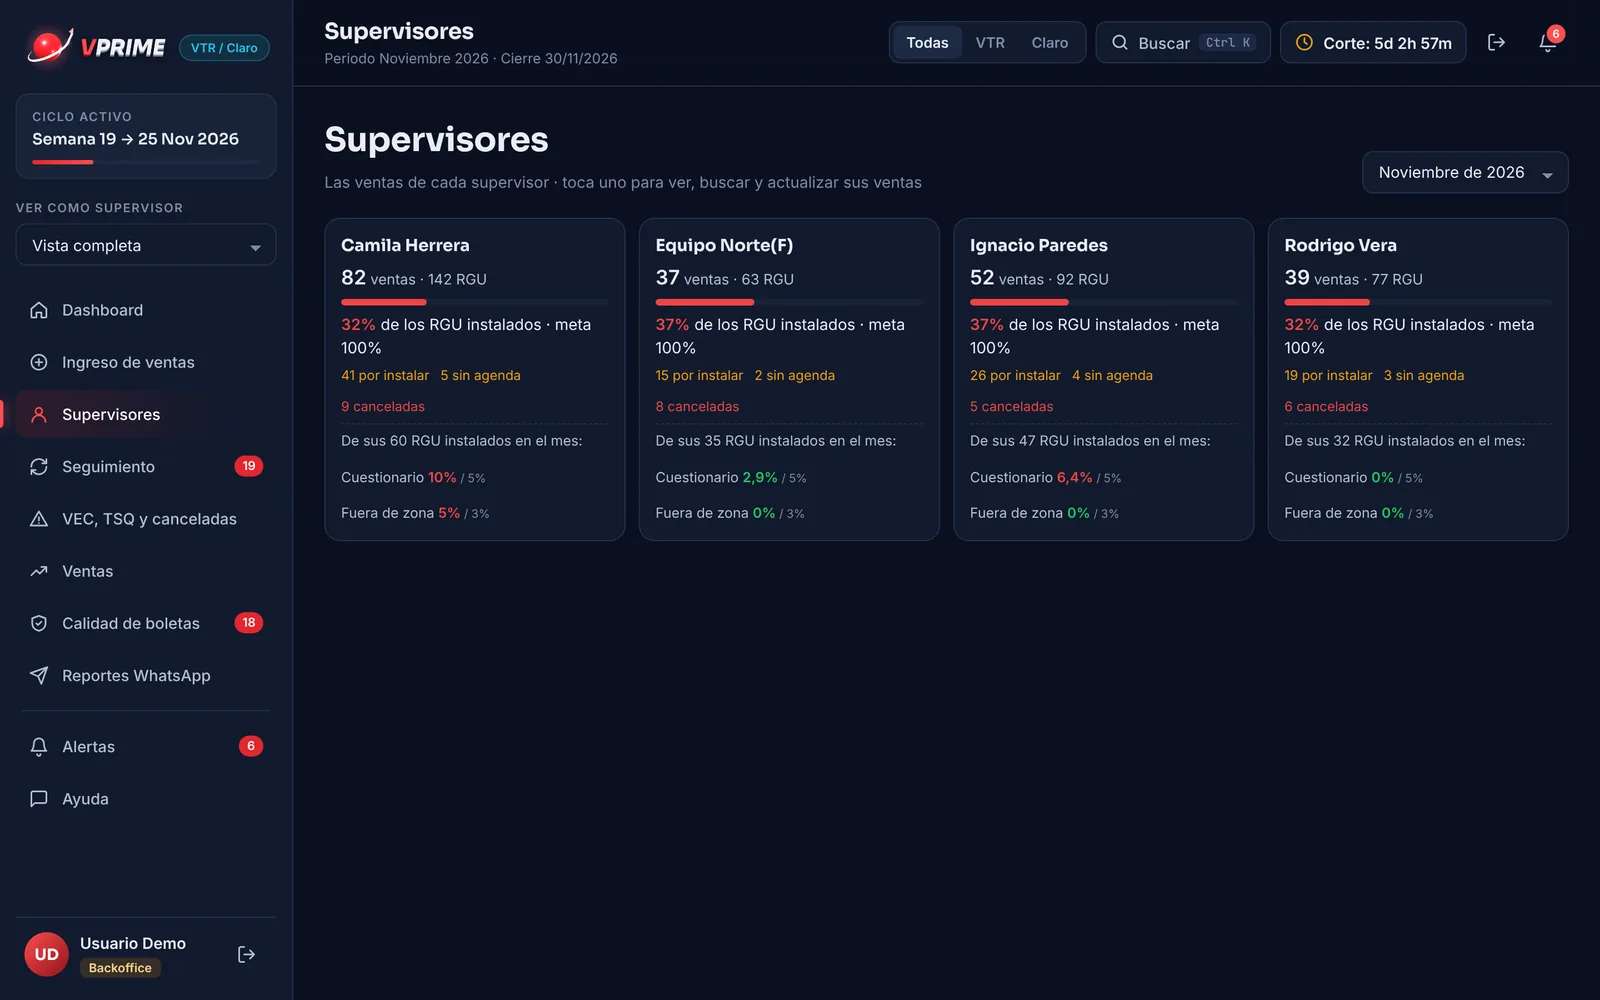 VPRIME
VTR / Claro
CICLO ACTIVO
Semana 19 → 25 Nov 2026
VER COMO SUPERVISOR
Vista completa
Dashboard
Ingreso de ventas
Supervisores
Seguimiento 19
VEC, TSQ y canceladas
Ventas
Calidad de boletas 18
Reportes WhatsApp
Alertas 6
Ayuda
UD
Usuario Demo
Backoffice
Supervisores
Periodo Noviembre 2026 · Cierre 30/11/2026
Todas VTR Claro
Buscar Ctrl K
Corte: 5d 2h 57m
6
Supervisores
Las ventas de cada supervisor · toca uno para ver, buscar y actualizar sus ventas
Noviembre de 2026
Camila Herrera
82 ventas · 142 RGU
32% de los RGU instalados · meta
100%
41 por instalar 5 sin agenda
9 canceladas
De sus 60 RGU instalados en el mes:
Cuestionario 10% / 5%
Fuera de zona 5% / 3%
Equipo Norte(F)
37 ventas · 63 RGU
37% de los RGU instalados · meta
100%
15 por instalar 2 sin agenda
8 canceladas
De sus 35 RGU instalados en el mes:
Cuestionario 2,9% / 5%
Fuera de zona 0% / 3%
Ignacio Paredes
52 ventas · 92 RGU
37% de los RGU instalados · meta
100%
26 por instalar 4 sin agenda
5 canceladas
De sus 47 RGU instalados en el mes:
Cuestionario 6,4% / 5%
Fuera de zona 0% / 3%
Rodrigo Vera
39 ventas · 77 RGU
32% de los RGU instalados · meta
100%
19 por instalar 3 sin agenda
6 canceladas
De sus 32 RGU instalados en el mes:
Cuestionario 0% / 5%
Fuera de zona 0% / 3%